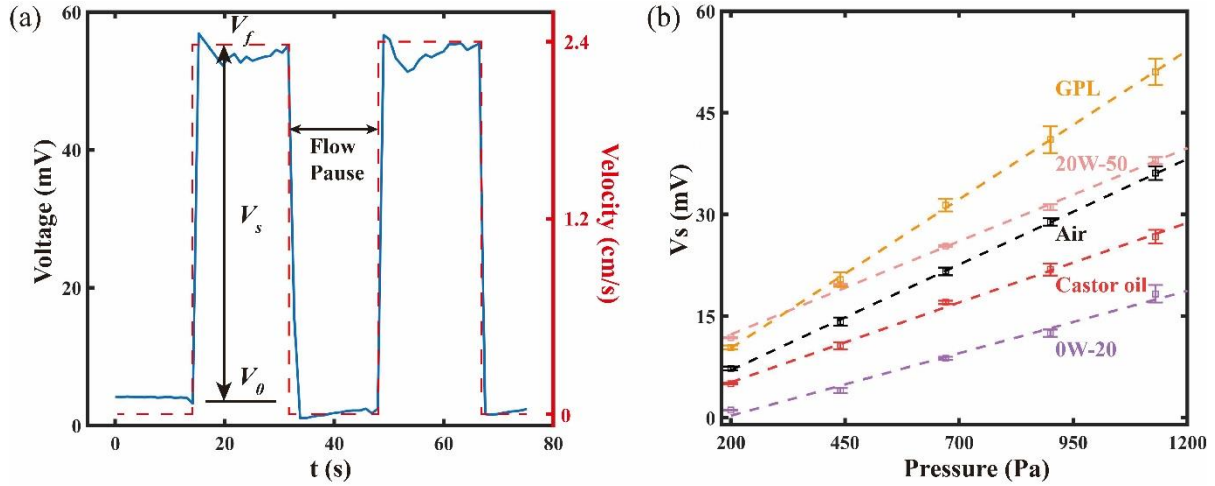 (a)
60
40
20
0
Voltage (mV)
0
20
40
60
80
t (s)
2.4
1.2
0
Velocity (cm/s)
V_f
V_s
V_0
Flow
Pause
(b)
60
45
30
15
0
Vs (mV)
200
450
700
950
1200
Pressure (Pa)
GPL
20W-50
Air
Castor oil
0W-20